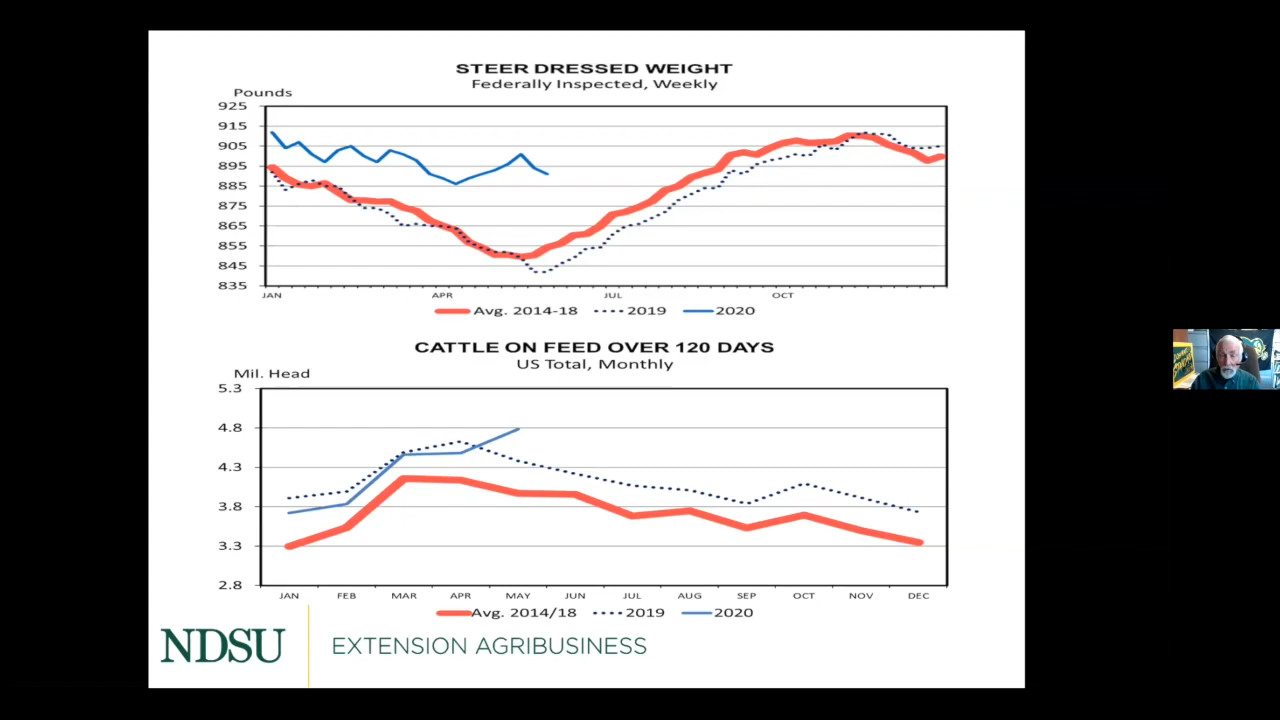 STEER DRESSED WEIGHT
Federally Inspected, Weekly
Pounds
925
915
905
895
885
875
865
855
845
835
JAN APR JUL OCT
Avg. 2014-18 2019 2020
CATTLE ON FEED OVER 120 DAYS
US Total, Monthly
Mil. Head
5.3
4.8
4.3
3.8
3.3
2.8
JAN FEB MAR APR MAY JUN JUL AUG SEP OCT NOV DEC
Avg. 2014/18 2019 2020
NDSU EXTENSION AGRIBUSINESS